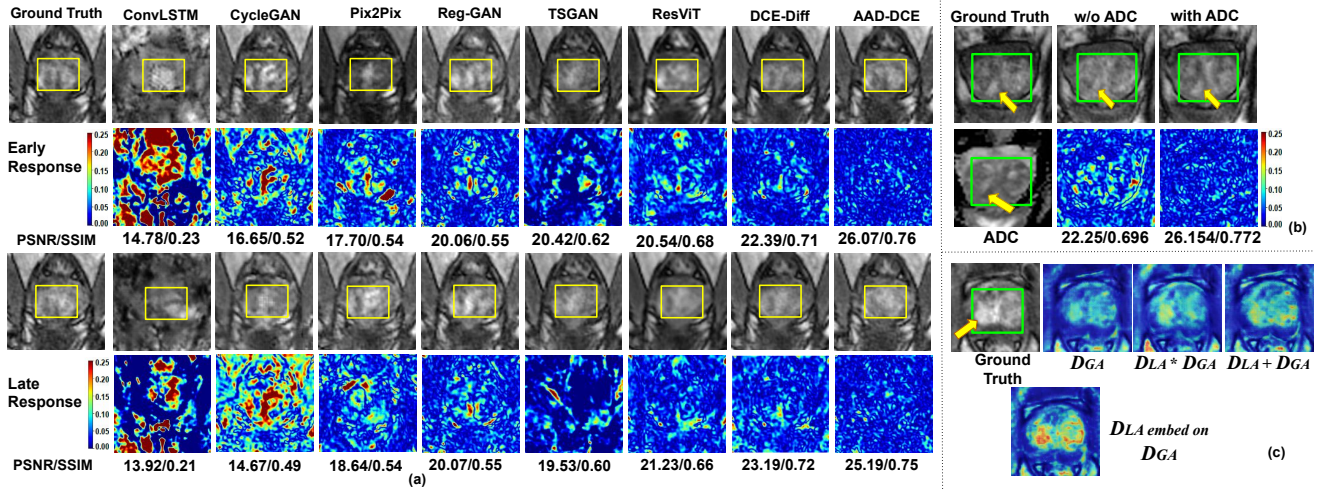 Ground Truth ConvLSTM CycleGAN Pix2Pix Reg-GAN TSGAN ResViT DCE-Diff AAD-DCE
Early Response
0.25
0.20
0.15
0.10
0.05
0.00
PSNR/SSIM 14.78/0.23 16.65/0.52 17.70/0.54 20.06/0.55 20.42/0.62 20.54/0.68 22.39/0.71 26.07/0.76
Late Response
0.25
0.20
0.15
0.10
0.05
0.00
PSNR/SSIM 13.92/0.21 14.67/0.49 18.64/0.54 20.07/0.55 19.53/0.60 21.23/0.66 23.19/0.72 25.19/0.75
(a)
Ground Truth w/o ADC with ADC
0.25
0.20
0.15
0.10
0.05
0.00
ADC 22.25/0.696 26.154/0.772
(b)
Ground Truth
DGA DLA * DGA DLA + DGA
DLA embed on
DGA
(c)